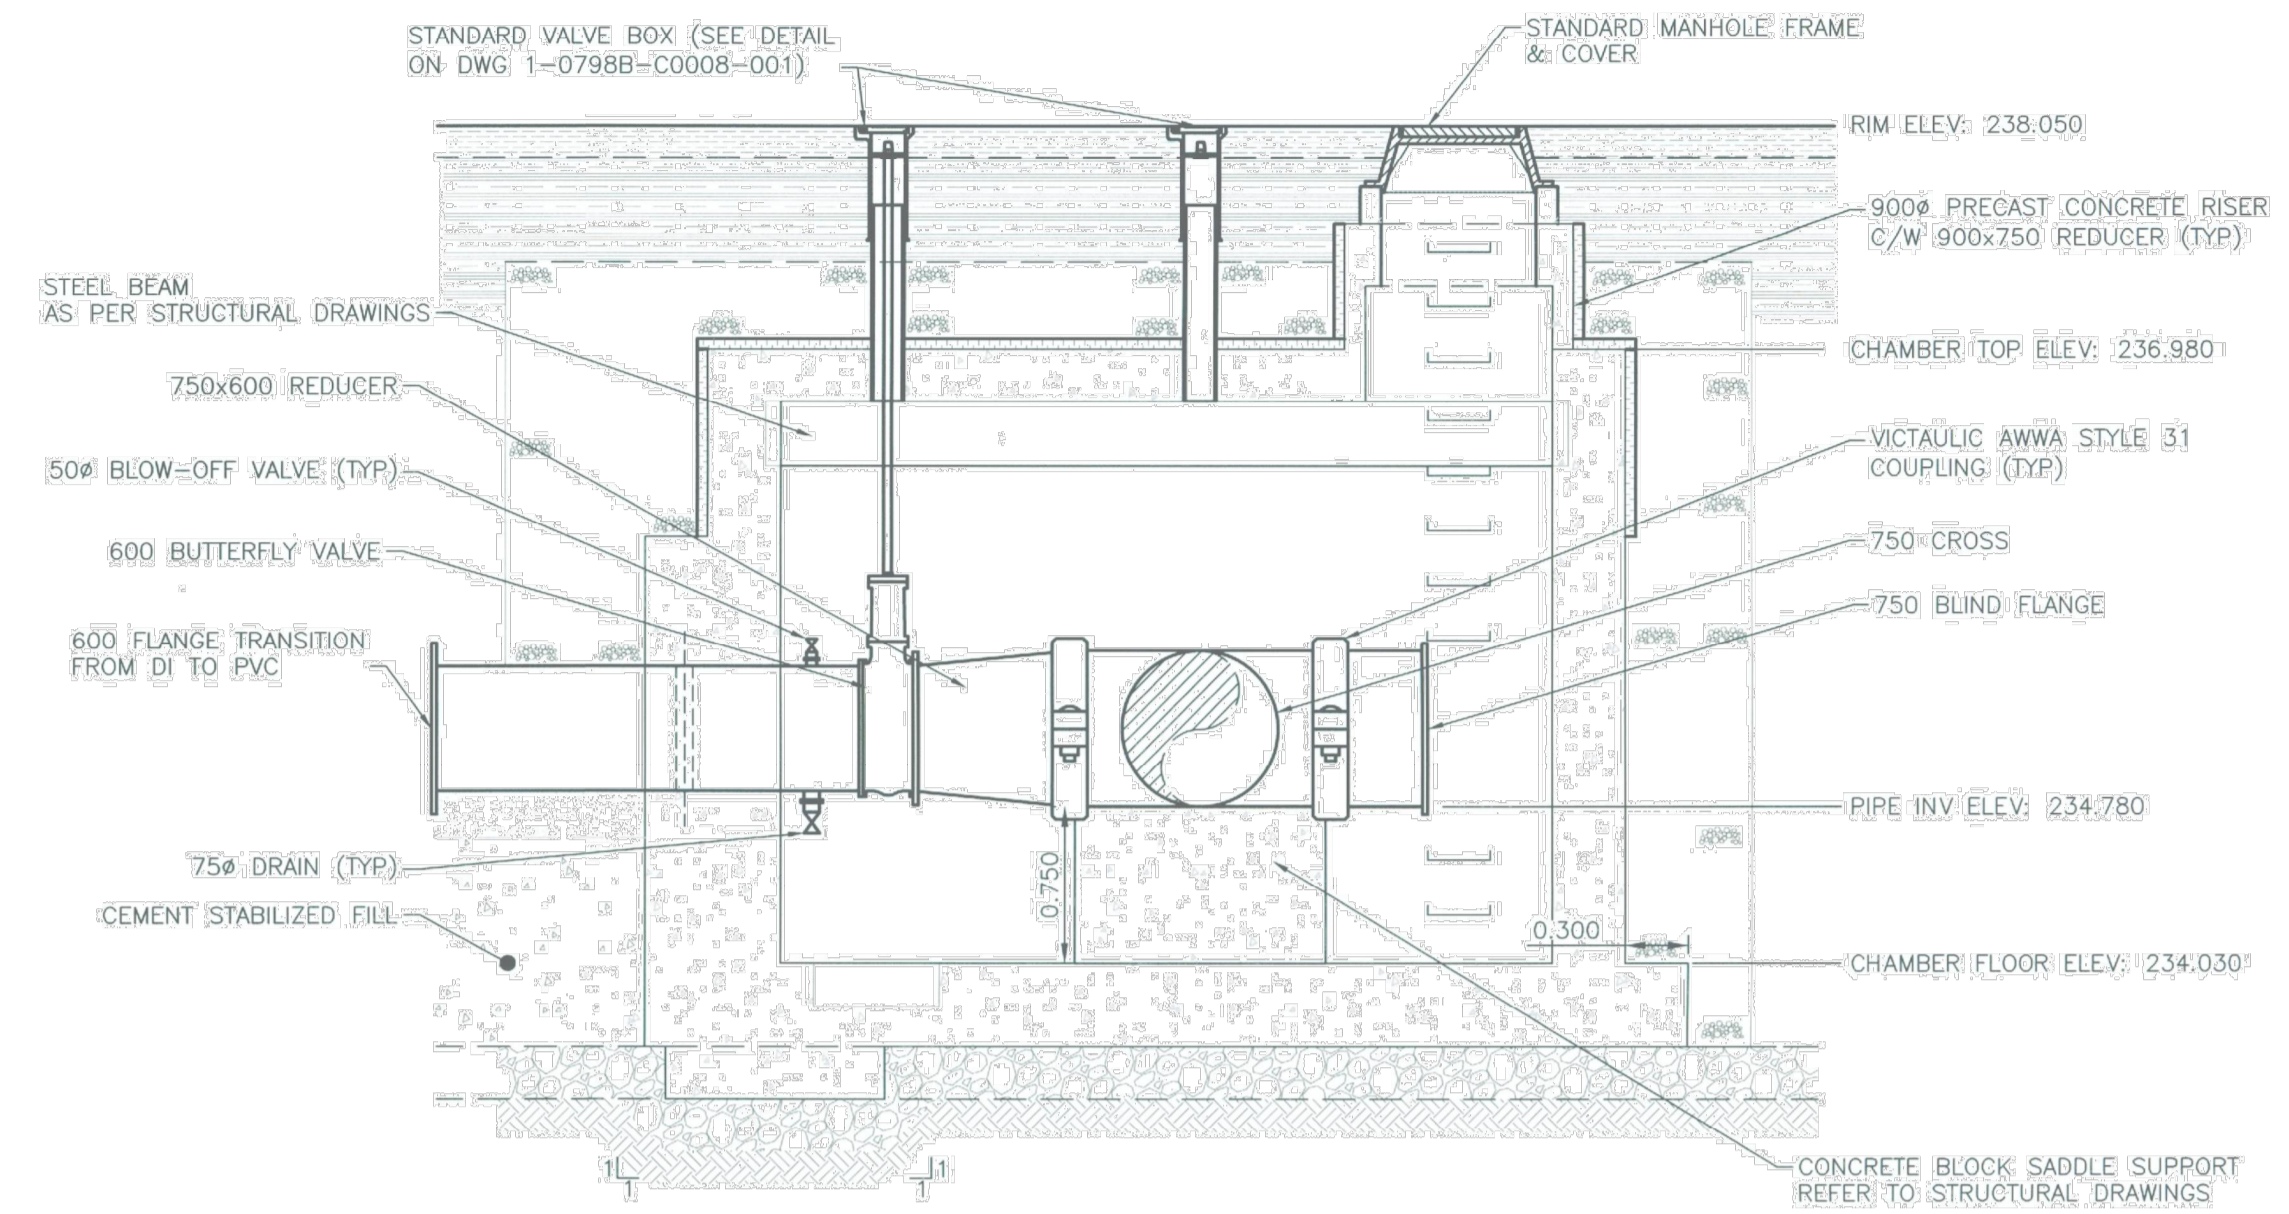 STANDARD VALVE BOX (SEE DETAIL
ON DWG 1-0798B-C0008-001)
STANDARD MANHOLE FRAME
& COVER
RIM ELEV: 238.050
900ø PRECAST CONCRETE RISER
C/W 900x750 REDUCER (TYP)
STEEL BEAM
AS PER STRUCTURAL DRAWINGS
CHAMBER TOP ELEV: 236.980
750x600 REDUCER
VICTAULIC AWWA STYLE 31
COUPLING (TYP)
50ø BLOW-OFF VALVE (TYP)
600 BUTTERFLY VALVE
750 CROSS
750 BLIND FLANGE
600 FLANGE TRANSITION
FROM DI TO PVC
PIPE INV ELEV: 234.780
75ø DRAIN (TYP)
0.750
CEMENT STABILIZED FILL
0.300
CHAMBER FLOOR ELEV: 234.030
1 1
1 1
CONCRETE BLOCK SADDLE SUPPORT
REFER TO STRUCTURAL DRAWINGS